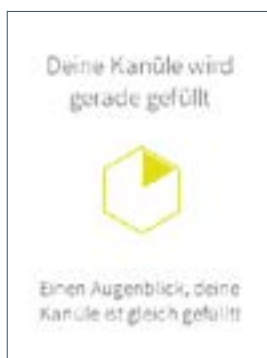 Deine Kanüle wird
gerade gefüllt
Einen Augenblick, deine
Kanüle ist gleich gefüllt!